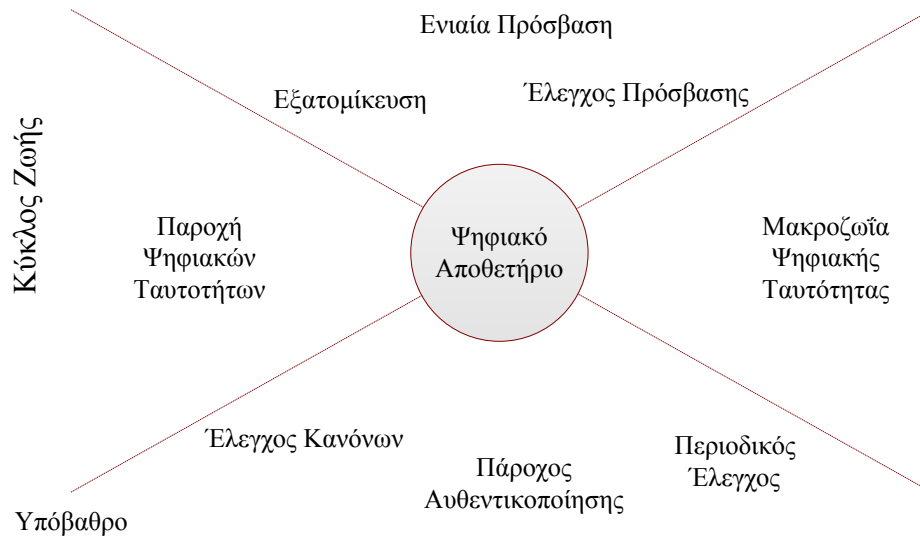 Ενιαία Πρόσβαση
Εξατομίκευση
Έλεγχος Πρόσβασης
Κύκλος Ζωής
Παροχή
Ψηφιακών
Ταυτοτήτων
Ψηφιακό
Αποθετήριο
Μακροζωΐα
Ψηφιακής
Ταυτότητας
Έλεγχος Κανόνων
Πάροχος
Αυθεντικοποίησης
Περιοδικός
Έλεγχος
Υπόβαθρο